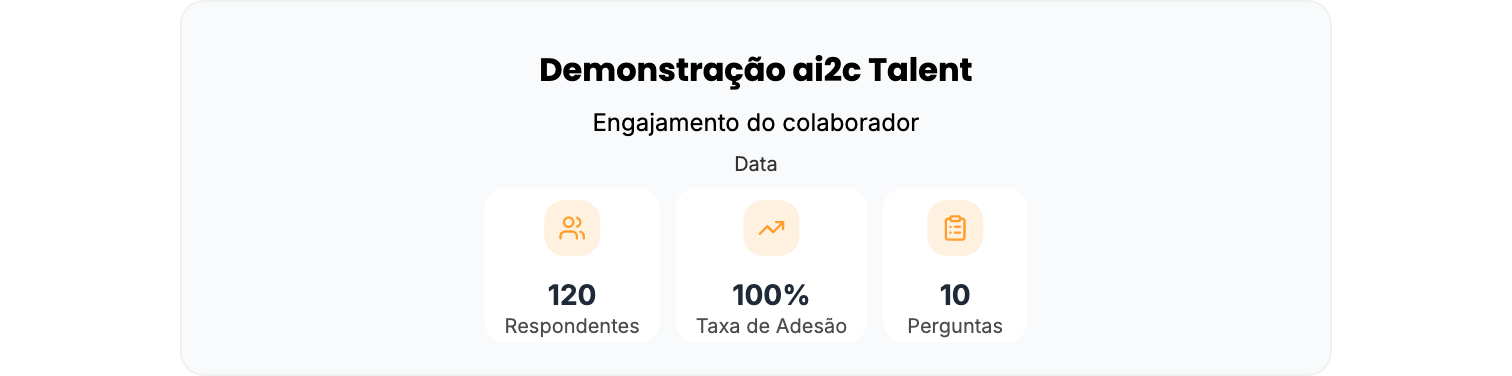 Demonstração ai2c Talent
Engajamento do colaborador
Data
120
Respondentes
100%
Taxa de Adesão
10
Perguntas